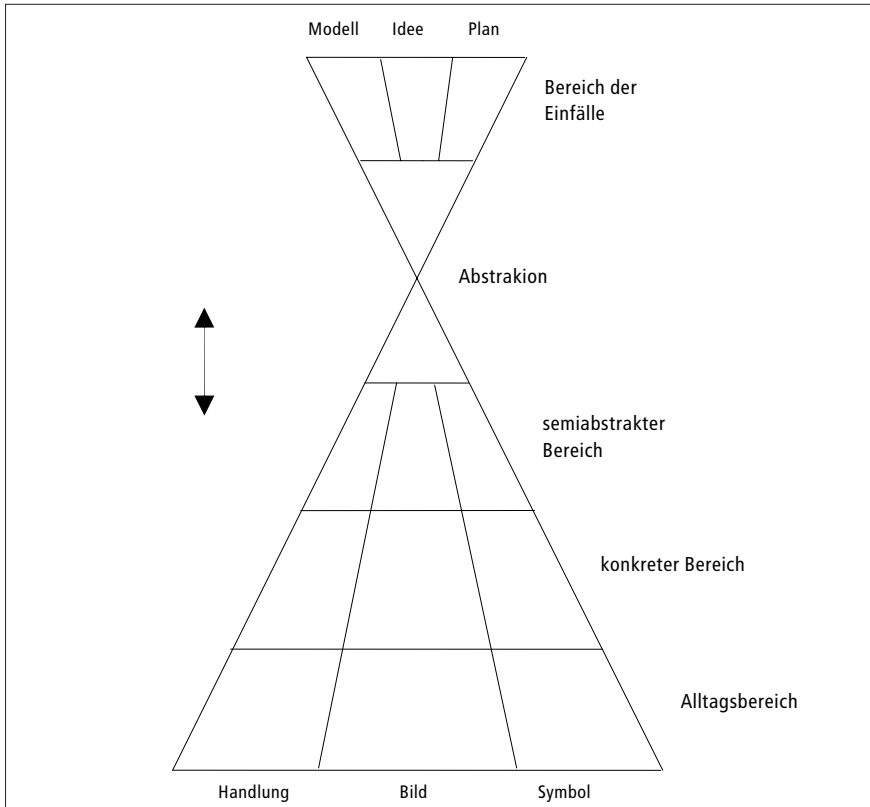 Modell Idee Plan
Bereich der
Einfälle
Abstrakion
semiabstrakter
Bereich
konkreter Bereich
Alltagsbereich
Handlung Bild Symbol